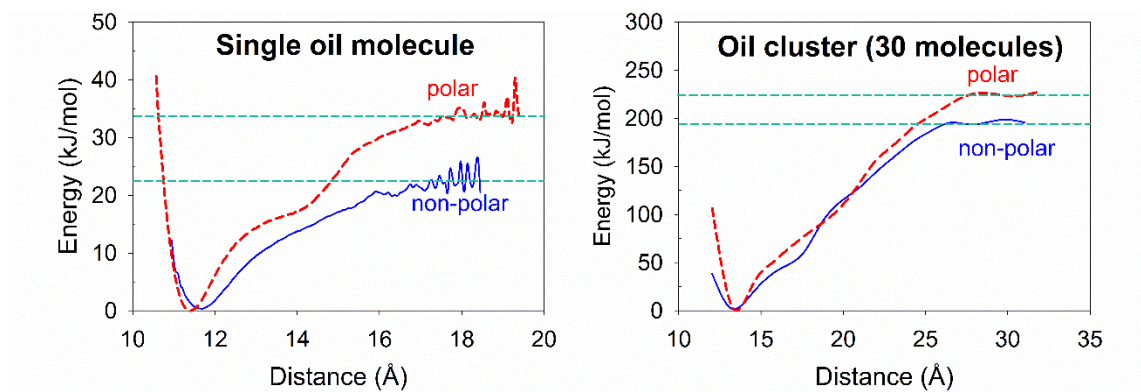 Single oil molecule
polar
non-polar
50
40
30
20
10
0
Energy (kJ/mol)
10
12
14
16
18
20
Distance (Å)
Oil cluster (30 molecules)
polar
non-polar
300
250
200
150
100
50
0
Energy (kJ/mol)
10
15
20
25
30
35
Distance (Å)